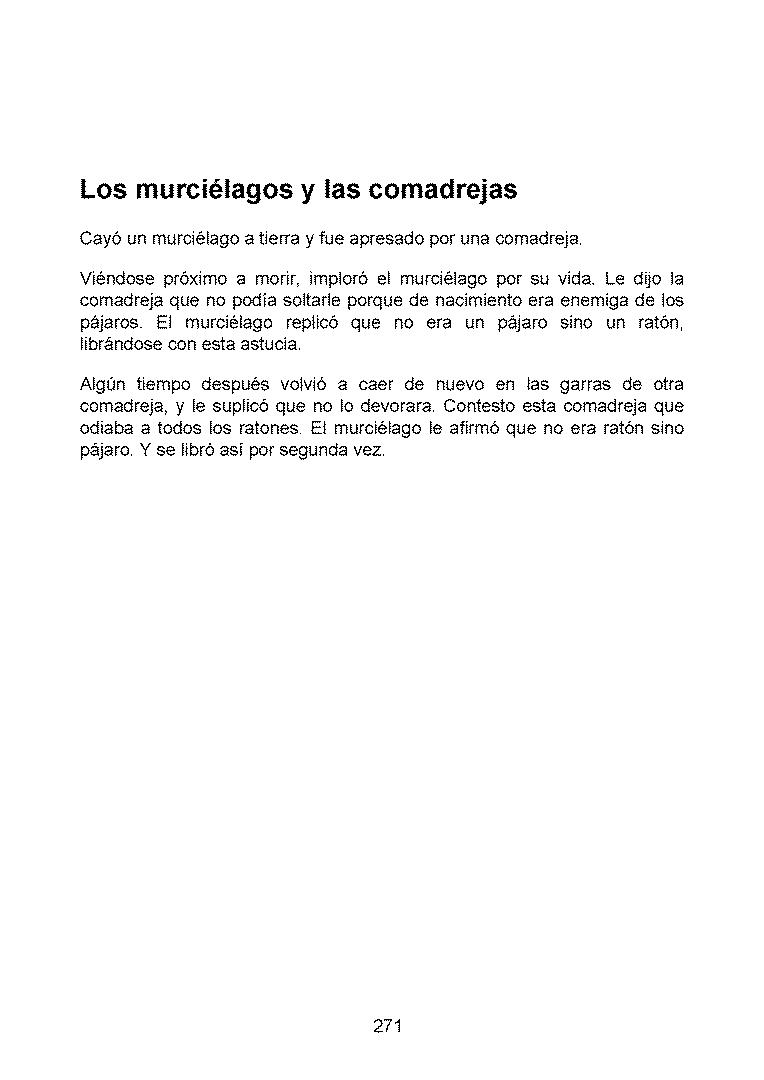 Los murciélagos y las comadrejas
Cayó un murciélago a tierra y fue apresado por una comadreja.
Viéndose próximo a morir, imploró el murciélago por su vida. Le dijo la
comadreja que no podía soltarle porque de nacimiento era enemiga de los
pájaros. El murciélago replicó que no era un pájaro sino un ratón,
librándose con esta astucia.
Algún tiempo después volvió a caer de nuevo en las garras de otra
comadreja, y le suplicó que no lo devorara. Contesto esta comadreja que
odiaba a todos los ratones. El murciélago le afirmó que no era ratón sino
pájaro. Y se libró así por segunda vez.
271